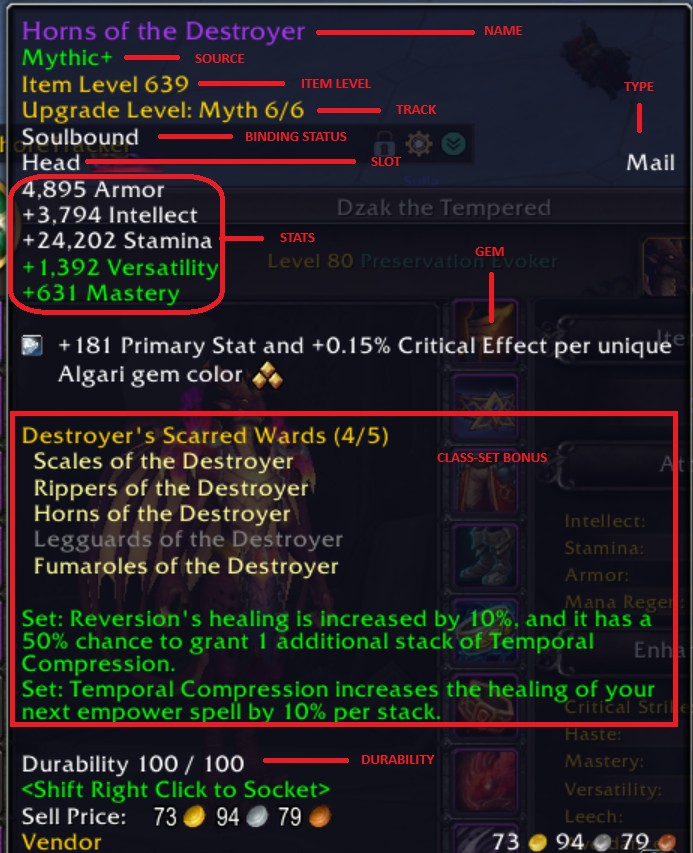 Horns of the Destroyer NAME
Mythic+ SOURCE
Item Level 639 ITEM LEVEL
TYPE
Upgrade Level: Myth 6/6 TRACK
Soulbound BINDING STATUS
Head SLOT Mail
4,895 Armor
+3,794 Intellect
Dzak the Tempered
+24,202 Stamina STATS
GEM
Level 80 Preservation Evoker
+1,392 Versatility
+631 Mastery
+181 Primary Stat and +0.15% Critical Effect per unique
Algari gem color
Destroyer's Scarred Wards (4/5)
CLASS-SET BONUS
Scales of the Destroyer
Rippers of the Destroyer
Horns of the Destroyer
Legguards of the Destroyer
Fumaroles of the Destroyer
Intellect:
Stamina:
Armor:
Mana Regen:
Set: Reversion's healing is increased by 10%, and it has a
50% chance to grant 1 additional stack of Temporal
Compression.
Set: Temporal Compression increases the healing of your
next empower spell by 10% per stack.
Haste:
Mastery:
Versatility:
Leech:
Durability 100 / 100 DURABILITY
<Shift Right Click to Socket>
Sell Price: 73 94 79
Vendor 73 94 79